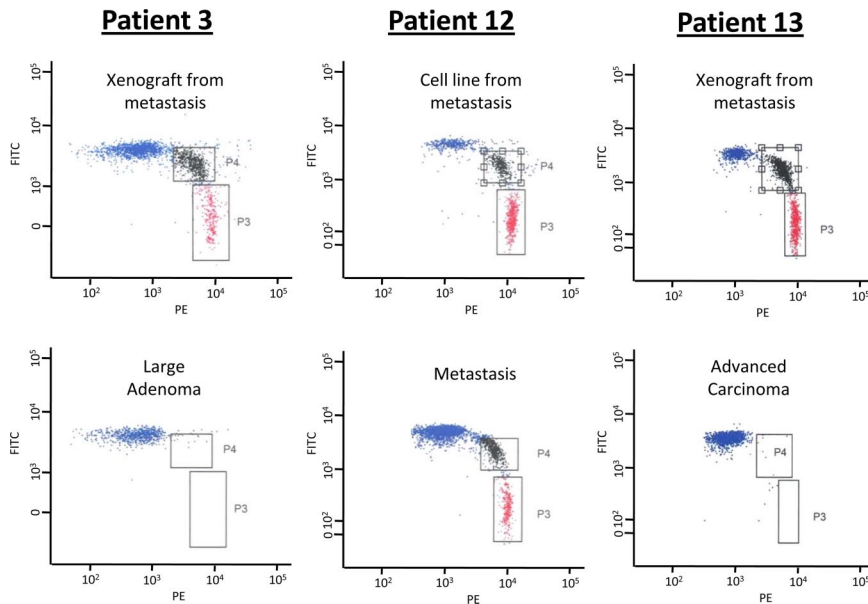 Patient 3
Patient 12
Patient 13
Xenograft from
metastasis
10⁵
10⁴
10³
0
FITC
P4
P3
10² 10³ 10⁴ 10⁵
PE
Cell line from
metastasis
10⁵
10⁴
10³
0 10²
FITC
P4
P3
10² 10³ 10⁴ 10⁵
PE
Xenograft from
metastasis
10⁵
10⁴
10³
0 10²
FITC
P3
10² 10³ 10⁴ 10⁵
PE
Large
Adenoma
10⁵
10⁴
10³
0
FITC
P4
P3
10² 10³ 10⁴ 10⁵
PE
Metastasis
10⁵
10⁴
10³
0 10²
FITC
P4
P3
10² 10³ 10⁴ 10⁵
PE
Advanced
Carcinoma
10⁵
10⁴
10³
0 10²
FITC
P4
P3
10² 10³ 10⁴ 10⁵
PE